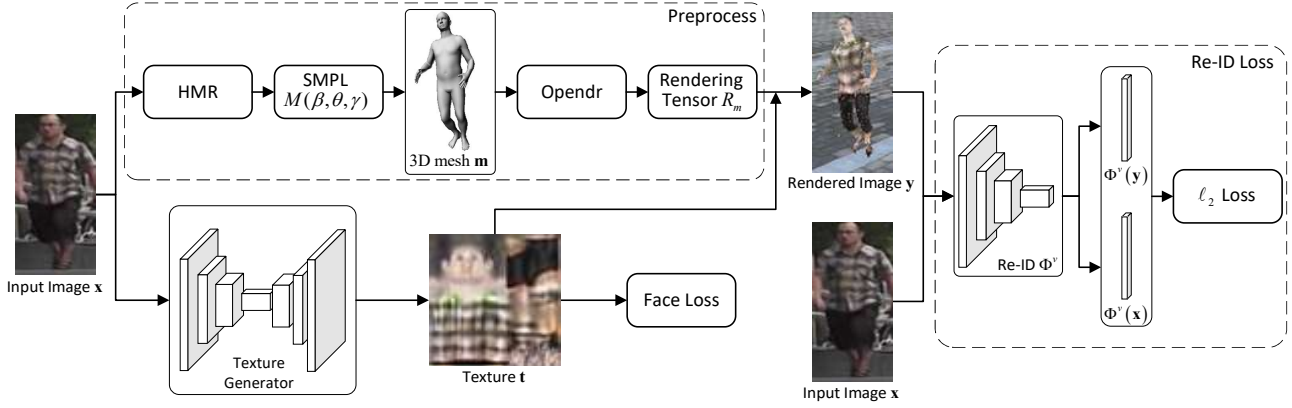 Preprocess
HMR
SMPL
M(β,θ,γ)
3D mesh m
Opendr
Rendering
Tensor R_m
Rendered Image y
Re-ID Loss
Φ^v(y)
ℓ_2 Loss
Re-ID Φ^v
Φ^v(x)
Input Image x
Texture
Generator
Texture t
Face Loss
Input Image x